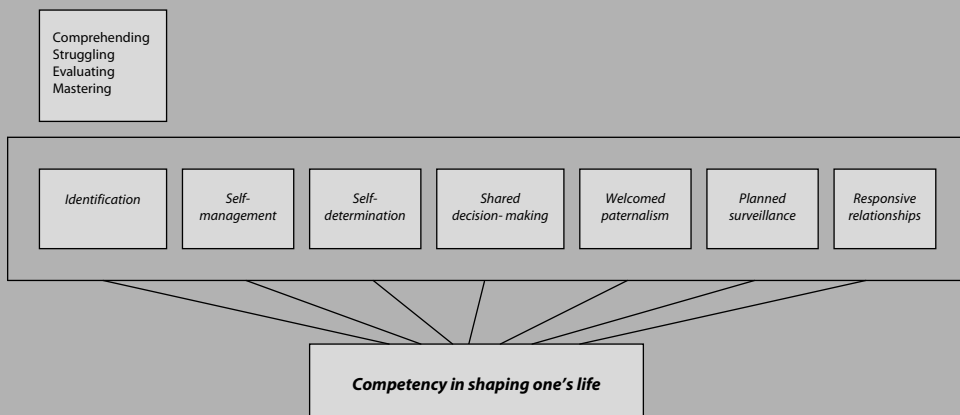 Comprehending
Struggling
Evaluating
Mastering
Identification
Self-
management
Self-
determination
Shared
decision- making
Welcomed
paternalism
Planned
surveillance
Responsive
relationships
Competency in shaping one’s life